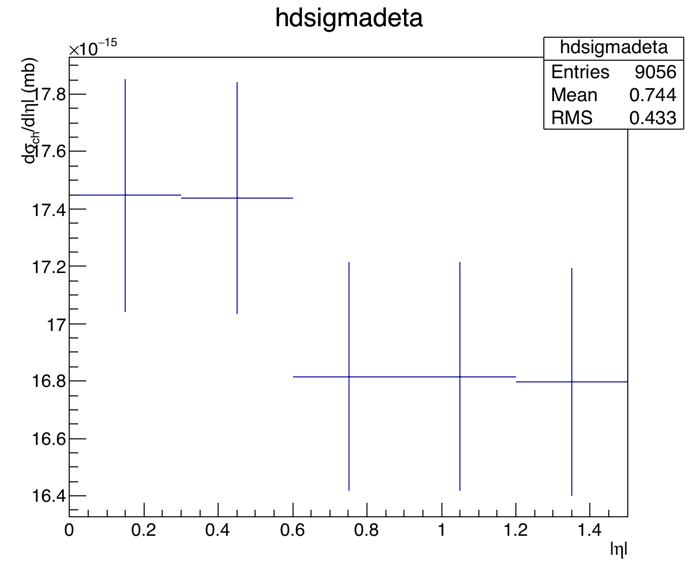 hdsigmadeta
×10⁻¹⁵
hdsigmadeta
Entries 9056
Mean 0.744
RMS 0.433
dσ_ch/d|η| (mb)
17.8
17.6
17.4
17.2
17
16.8
16.6
16.4
0 0.2 0.4 0.6 0.8 1 1.2 1.4
|η|